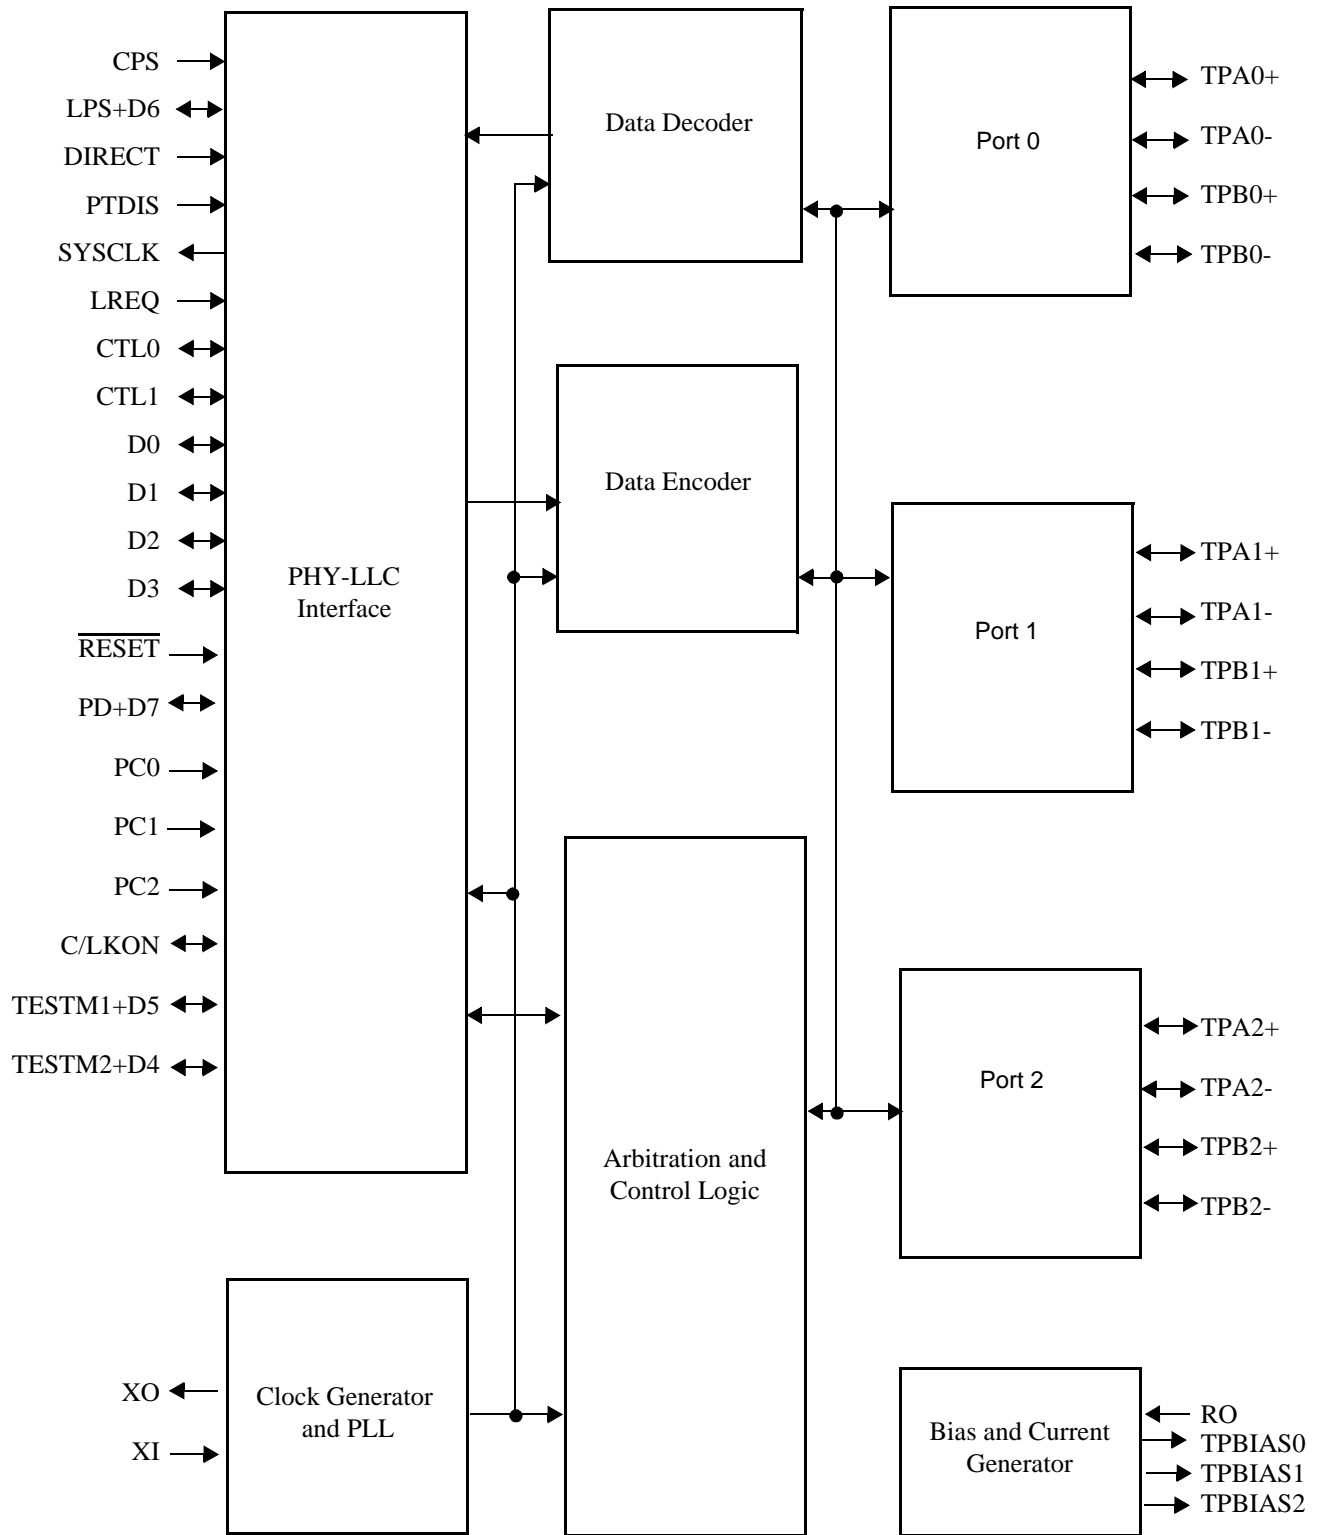 CPS
LPS+D6
DIRECT
PTDIS
SYSCLK
LREQ
CTL0
CTL1
D0
D1
D2
D3
RESET
PD+D7
PC0
PC1
PC2
C/LKON
TESTM1+D5
TESTM2+D4
XO
XI
PHY-LLC
Interface
Clock Generator
and PLL
Data Decoder
Data Encoder
Arbitration and
Control Logic
Port 0
Port 1
Port 2
Bias and Current
Generator
TPA0+
TPA0-
TPB0+
TPB0-
TPA1+
TPA1-
TPB1+
TPB1-
TPA2+
TPA2-
TPB2+
TPB2-
RO
TPBIAS0
TPBIAS1
TPBIAS2